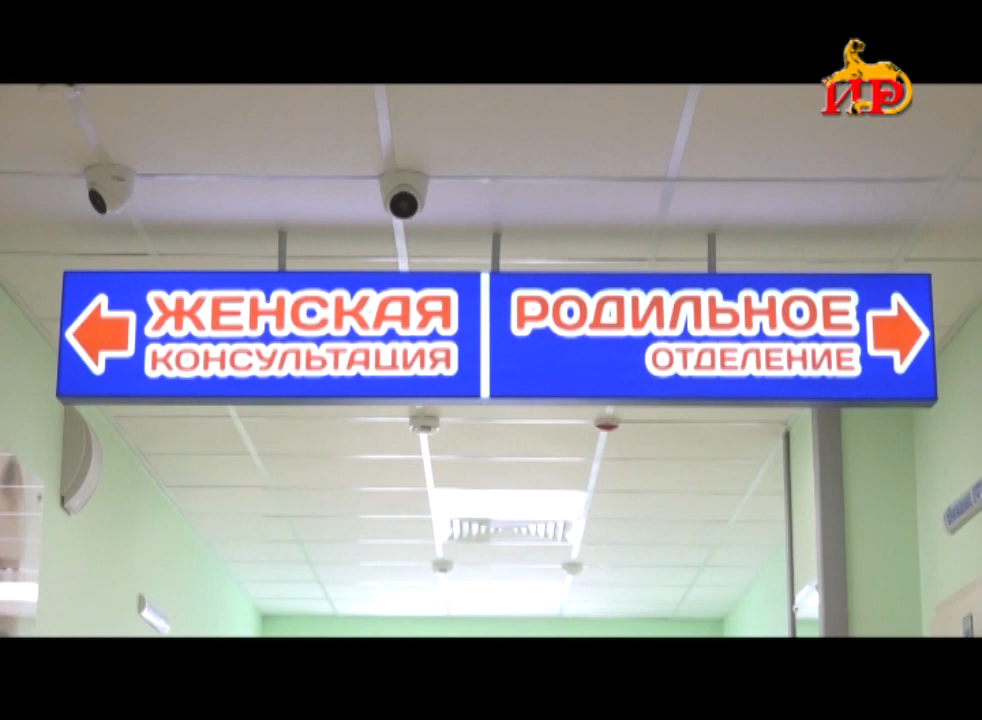 ИР
ЖЕНСКАЯ
КОНСУЛЬТАЦИЯ
РОДИЛЬНОЕ
ОТДЕЛЕНИЕ